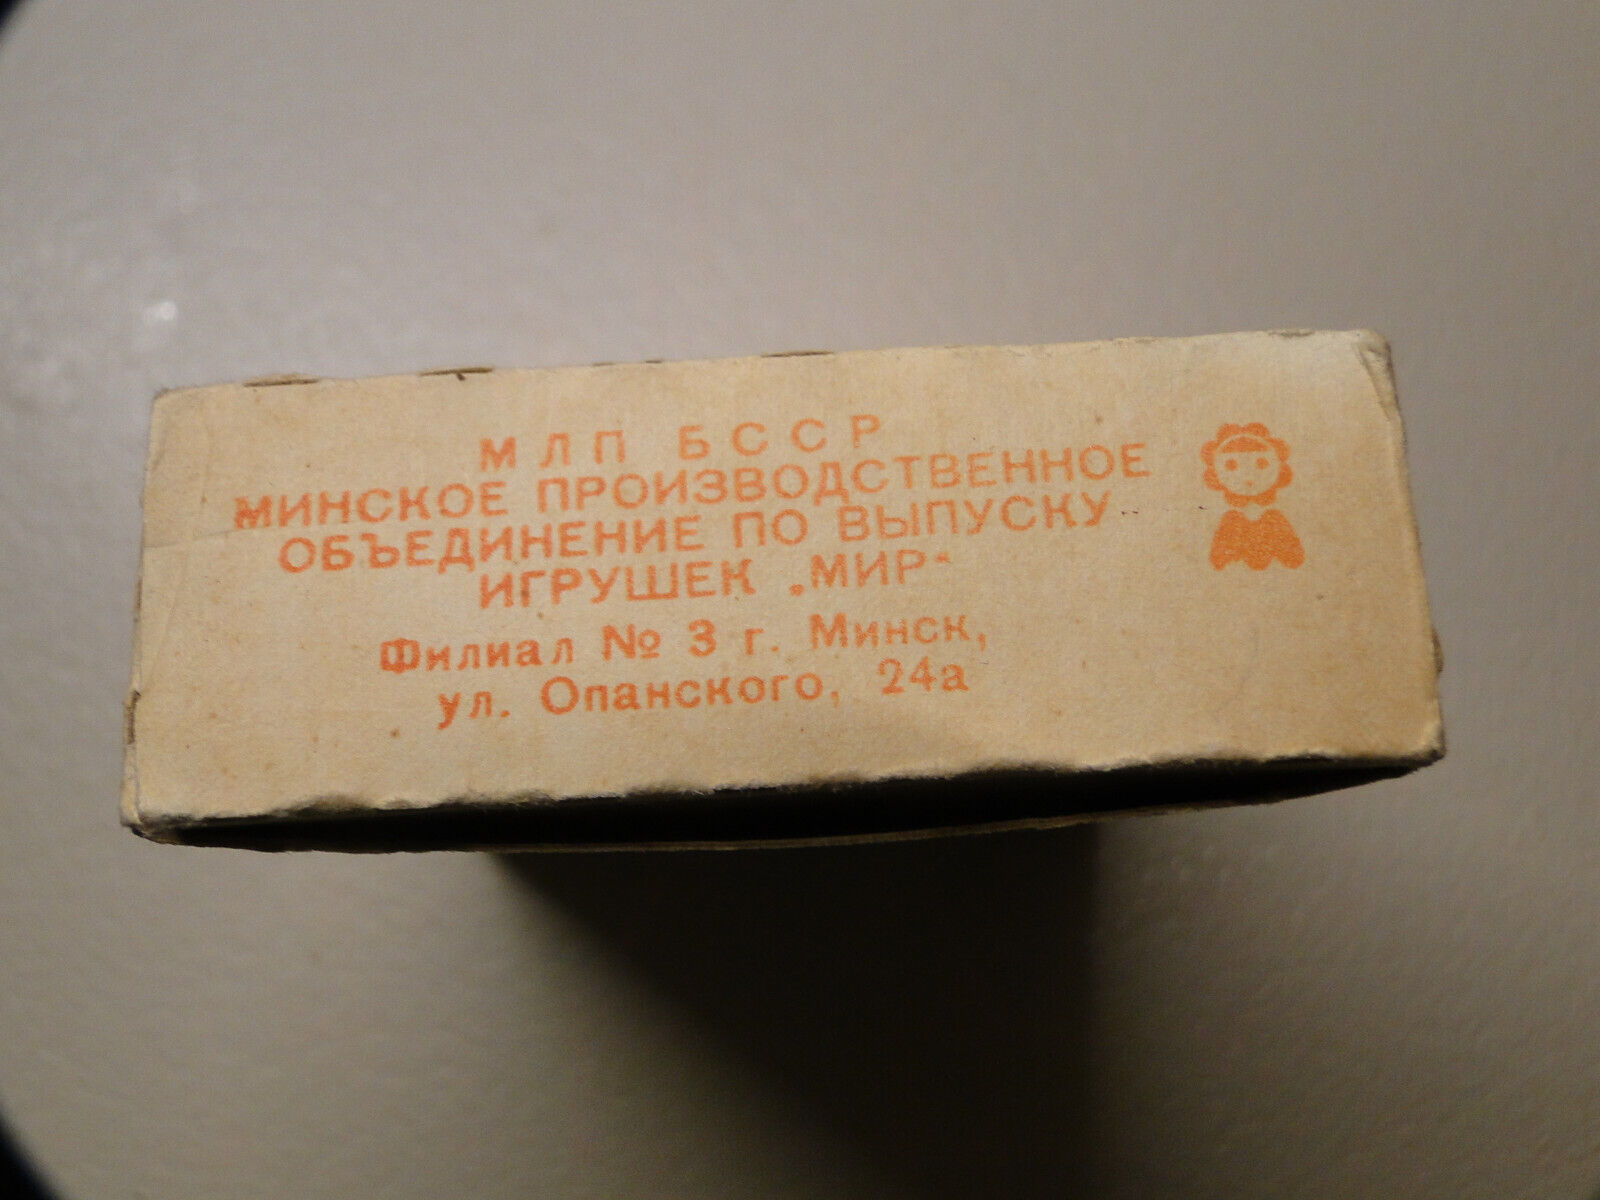 МЛП БССР
МИНСКОЕ ПРОИЗВОДСТВЕННОЕ
ОБЪЕДИНЕНИЕ ПО ВЫПУСКУ
ИГРУШЕК „МИР“
Филиал № 3 г. Минск,
ул. Опанского, 24а